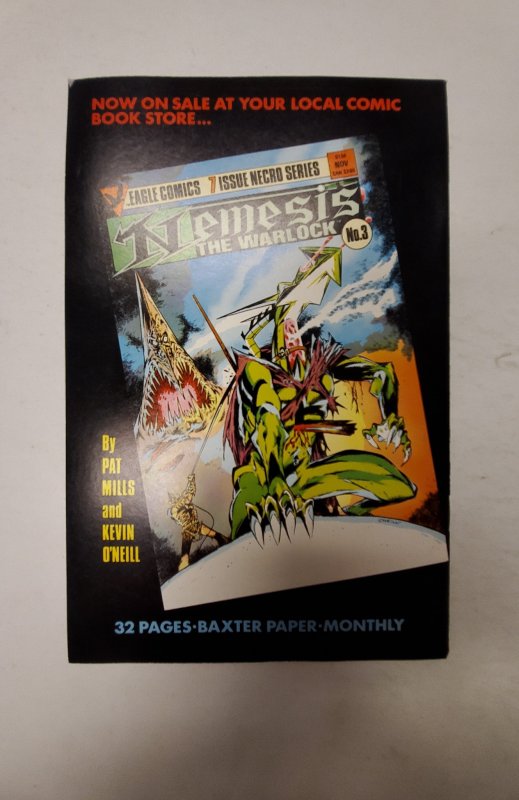 NOW ON SALE AT YOUR LOCAL COMIC
BOOK STORE...
EAGLE COMICS 7 ISSUE NECRO SERIES
NOV
Nemesis
THE WARLOCK
No.3
By
PAT
MILLS
and
KEVIN
O'NEILL
32 PAGES·BAXTER PAPER·MONTHLY